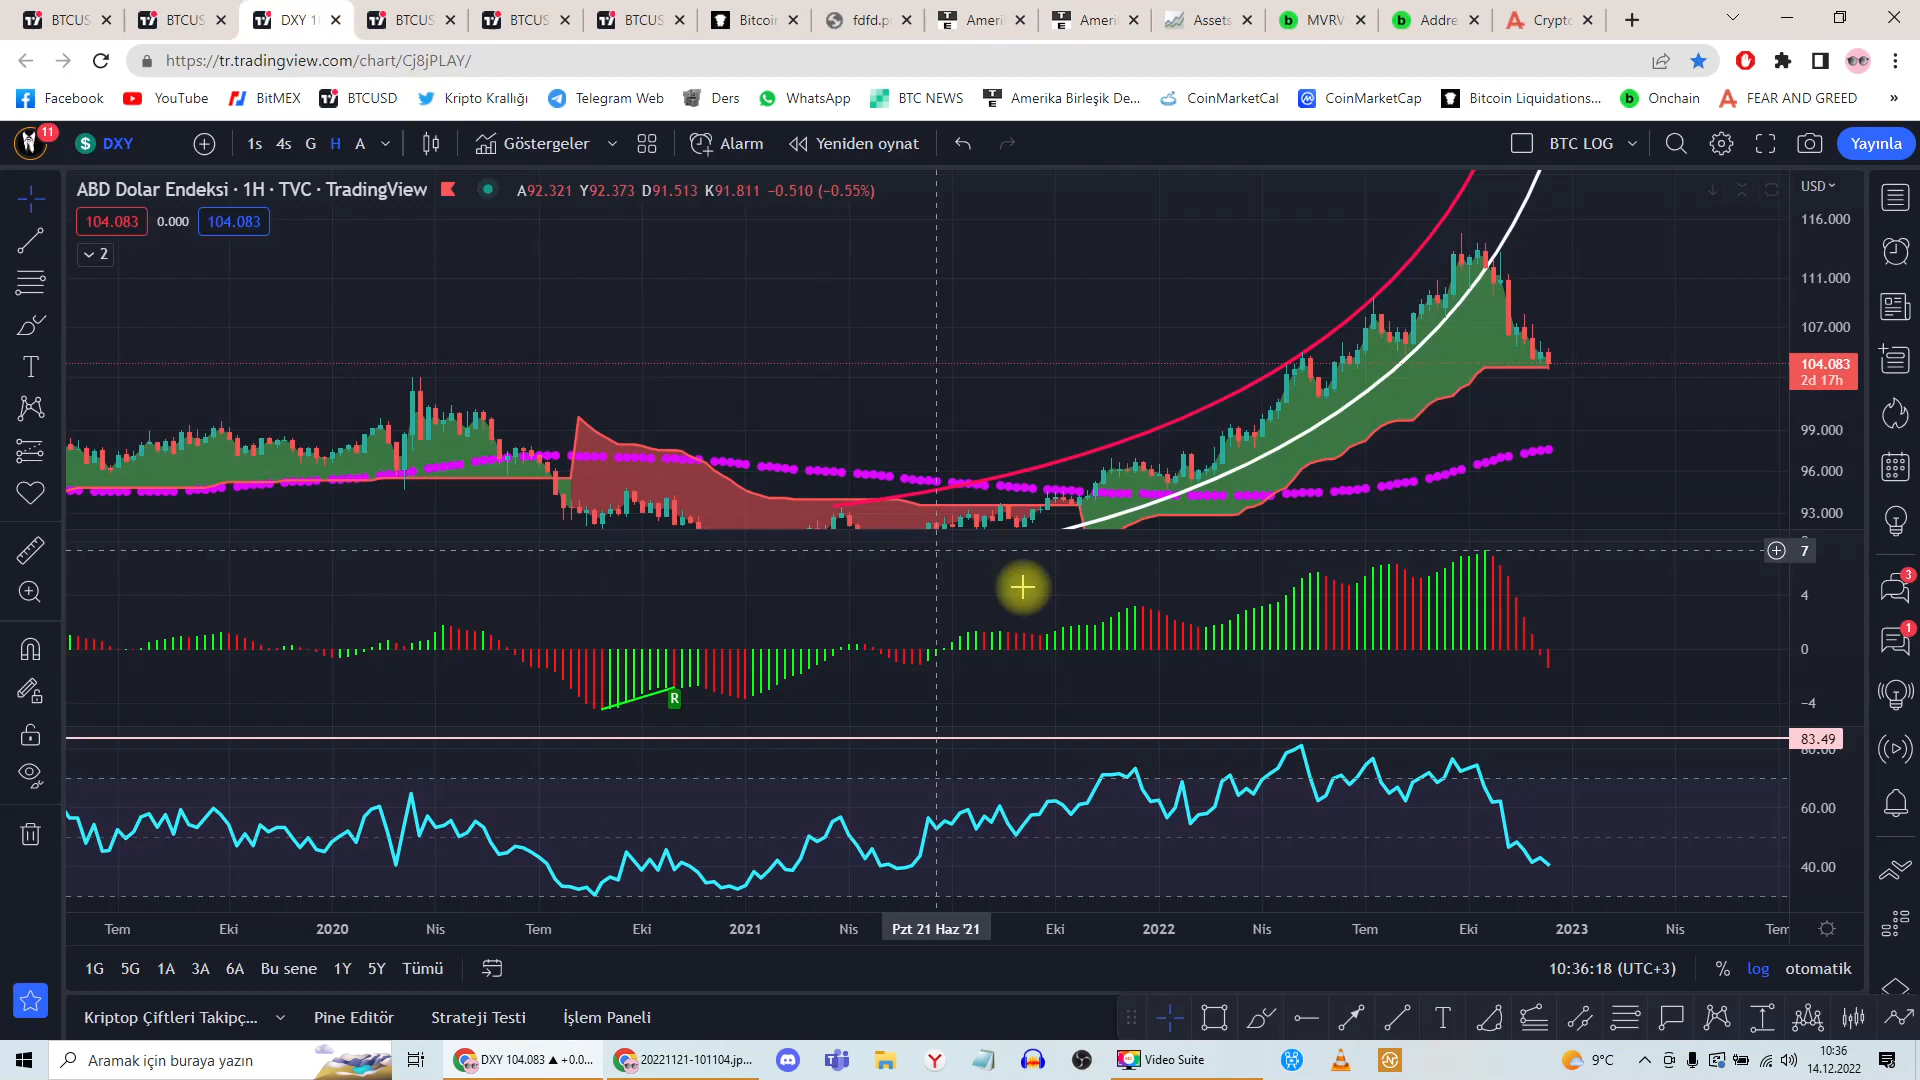 BTCUS
BTCUS
DXY 1
BTCUS
BTCUS
BTCUS
Bitcoi
fdfd.p
Ameri
Ameri
Assets
MVRV
Addre
Crypto
https://tr.tradingview.com/chart/Cj8jPLAY/
Facebook
YouTube
BitMEX
BTCUSD
Kripto Krallığı
Telegram Web
Ders
WhatsApp
BTC NEWS
Amerika Birleşik De...
CoinMarketCal
CoinMarketCap
Bitcoin Liquidations...
Onchain
FEAR AND GREED
»
11
DXY
1s 4s G H A
Göstergeler
Alarm
Yeniden oynat
BTC LOG
Yayınla
ABD Dolar Endeksi · 1H · TVC · TradingView
A92.321 Y92.373 D91.513 K91.811 −0.510 (−0.55%)
104.083 0.000 104.083
2
USD
116.000
111.000
107.000
104.083
2d 17h
99.000
96.000
93.000
7
4
0
−4
R
83.49
80.00
60.00
40.00
3
1
Tem Eki 2020 Nis Tem Eki 2021 Nis Pzt 21 Haz '21 Eki 2022 Nis Tem Eki 2023 Nis Tem
1G 5G 1A 3A 6A Bu sene 1Y 5Y Tümü
10:36:18 (UTC+3) % log otomatik
Kriptop Çiftleri Takipç...
Pine Editör
Strateji Testi
İşlem Paneli
Aramak için buraya yazın
DXY 104.083 ▲ +0.0...
20221121-101104.jp...
Video Suite
9°C
10:36
14.12.2022